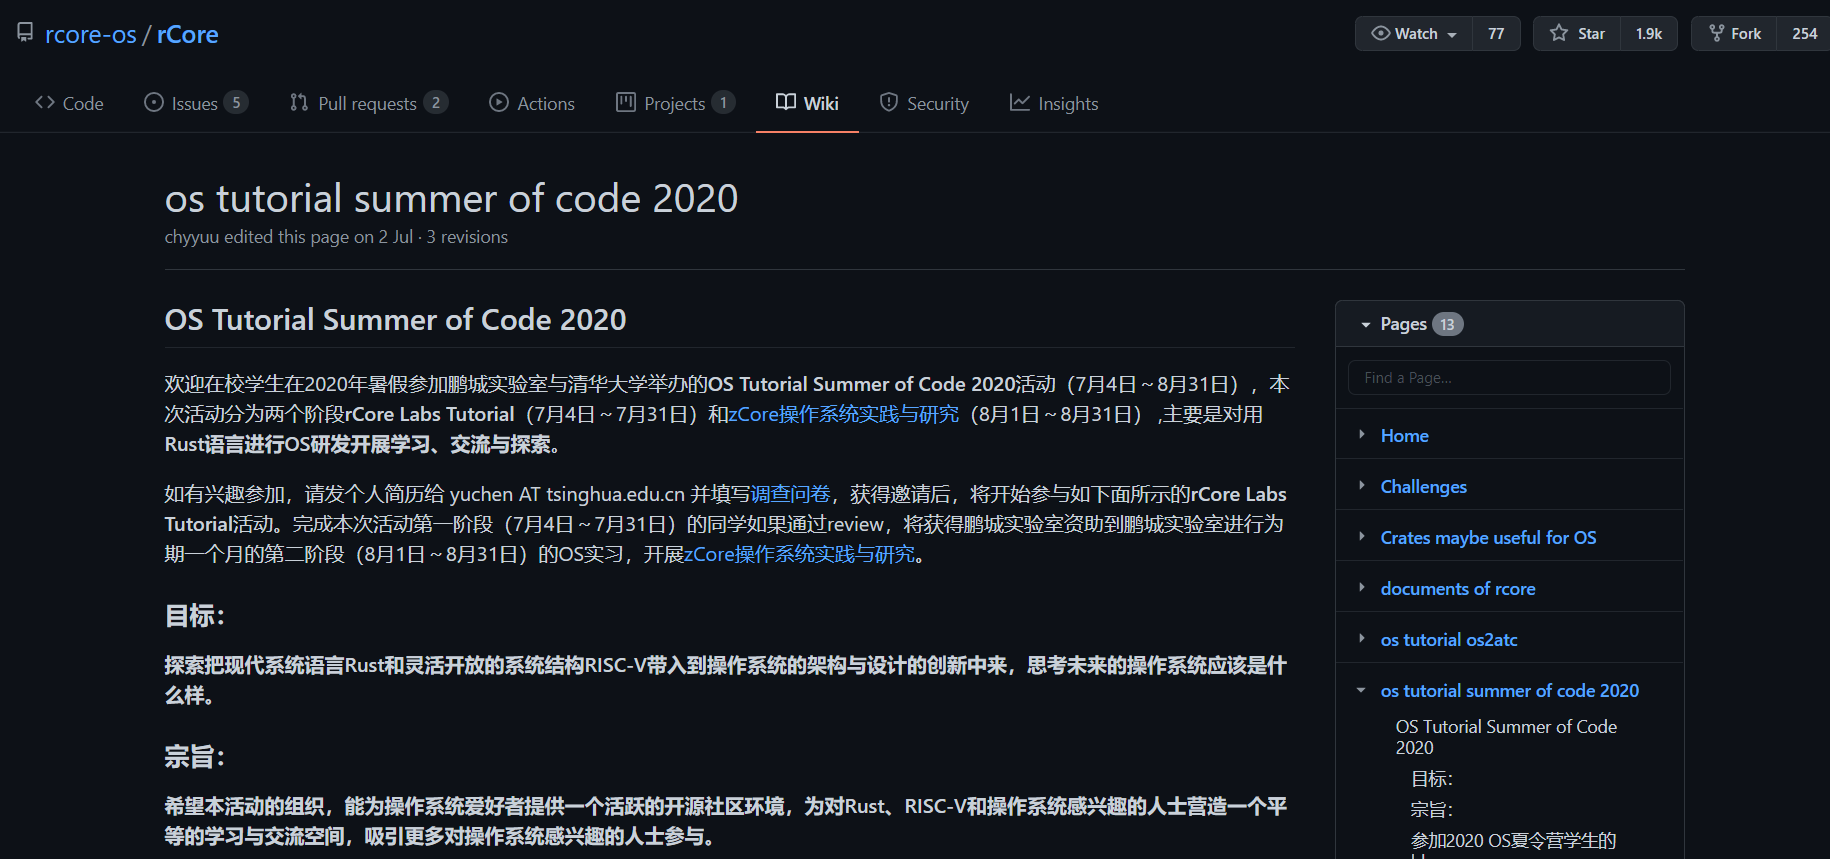 rcore-os / rCore
Watch 77 Star 1.9k Fork 254
Code Issues 5 Pull requests 2 Actions Projects 1 Wiki Security Insights
os tutorial summer of code 2020
chyyuu edited this page on 2 Jul · 3 revisions
OS Tutorial Summer of Code 2020
欢迎在校学生在2020年暑假参加鹏城实验室与清华大学举办的OS Tutorial Summer of Code 2020活动（7月4日～8月31日），本
次活动分为两个阶段rCore Labs Tutorial（7月4日～7月31日）和zCore操作系统实践与研究（8月1日～8月31日）,主要是对用
Rust语言进行OS研发开展学习、交流与探索。
如有兴趣参加，请发个人简历给 yuchen AT tsinghua.edu.cn 并填写调查问卷，获得邀请后，将开始参与如下面所示的rCore Labs
Tutorial活动。完成本次活动第一阶段（7月4日～7月31日）的同学如果通过review，将获得鹏城实验室资助到鹏城实验室进行为
期一个月的第二阶段（8月1日～8月31日）的OS实习，开展zCore操作系统实践与研究。
目标：
探索把现代系统语言Rust和灵活开放的系统结构RISC-V带入到操作系统的架构与设计的创新中来，思考未来的操作系统应该是什
么样。
宗旨：
希望本活动的组织，能为操作系统爱好者提供一个活跃的开源社区环境，为对Rust、RISC-V和操作系统感兴趣的人士营造一个平
等的学习与交流空间，吸引更多对操作系统感兴趣的人士参与。
Pages 13
Find a Page...
Home
Challenges
Crates maybe useful for OS
documents of rcore
os tutorial os2atc
os tutorial summer of code 2020
OS Tutorial Summer of Code
2020
目标：
宗旨：
参加2020 OS夏令营学生的